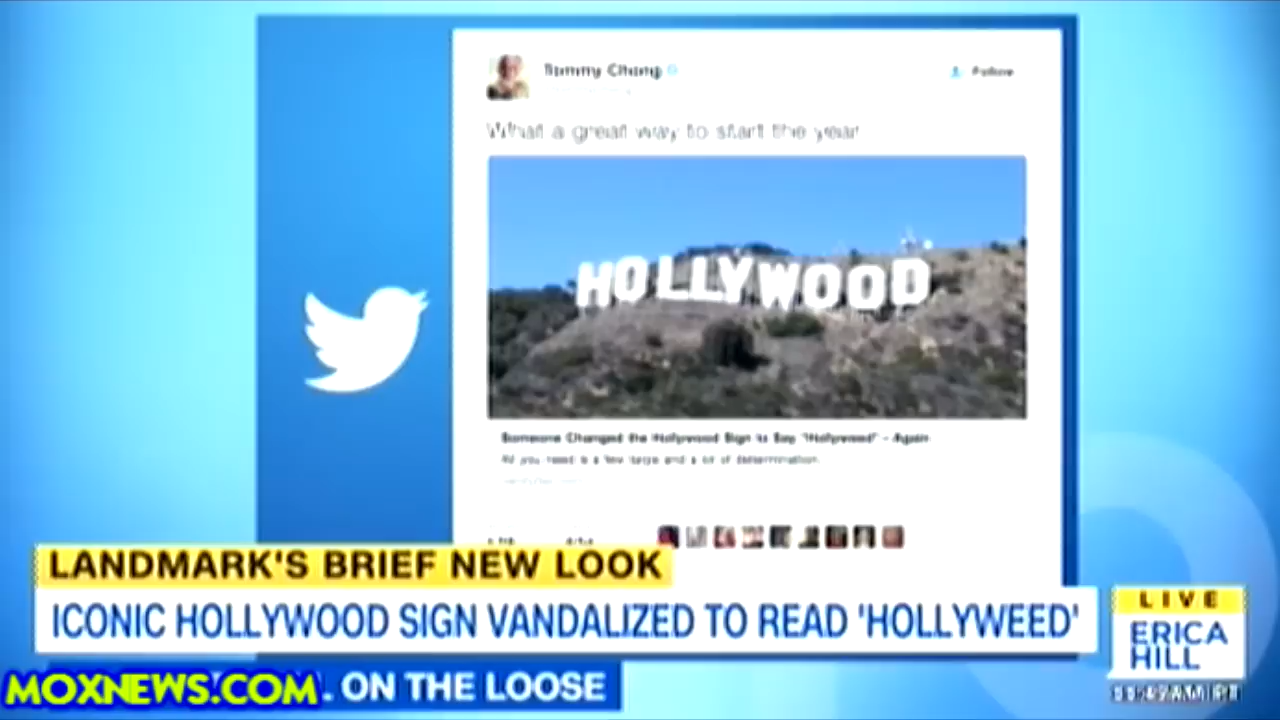 Tommy Chong
Follow
What a great way to start the year
HOLLYWOOD
Someone Changed the Hollywood Sign to Say "Hollyweed" - Again
All you need is a few tarps and a bit of determination.
LANDMARK'S BRIEF NEW LOOK
ICONIC HOLLYWOOD SIGN VANDALIZED TO READ 'HOLLYWEED'
LIVE
ERICA
HILL
MOXNEWS.COM
. ON THE LOOSE